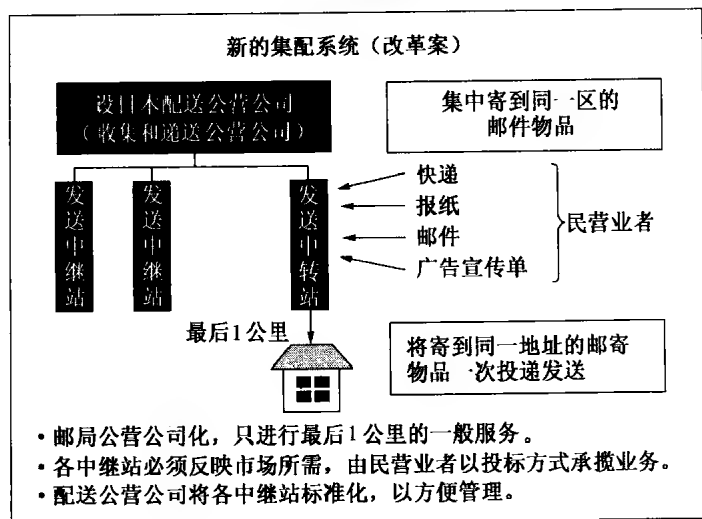 新的集配系统（改革案）
设日本配送公营公司
（收集和递送公营公司）
集中寄到同一区的
邮件物品
发送中继站
发送中继站
发送中转站
快递
报纸
邮件
广告宣传单
民营业者
最后1公里
将寄到同一地址的邮寄
物品一次投递发送
·邮局公营公司化，只进行最后1公里的一般服务。
·各中继站必须反映市场所需，由民营业者以投标方式承揽业务。
·配送公营公司将各中继站标准化，以方便管理。